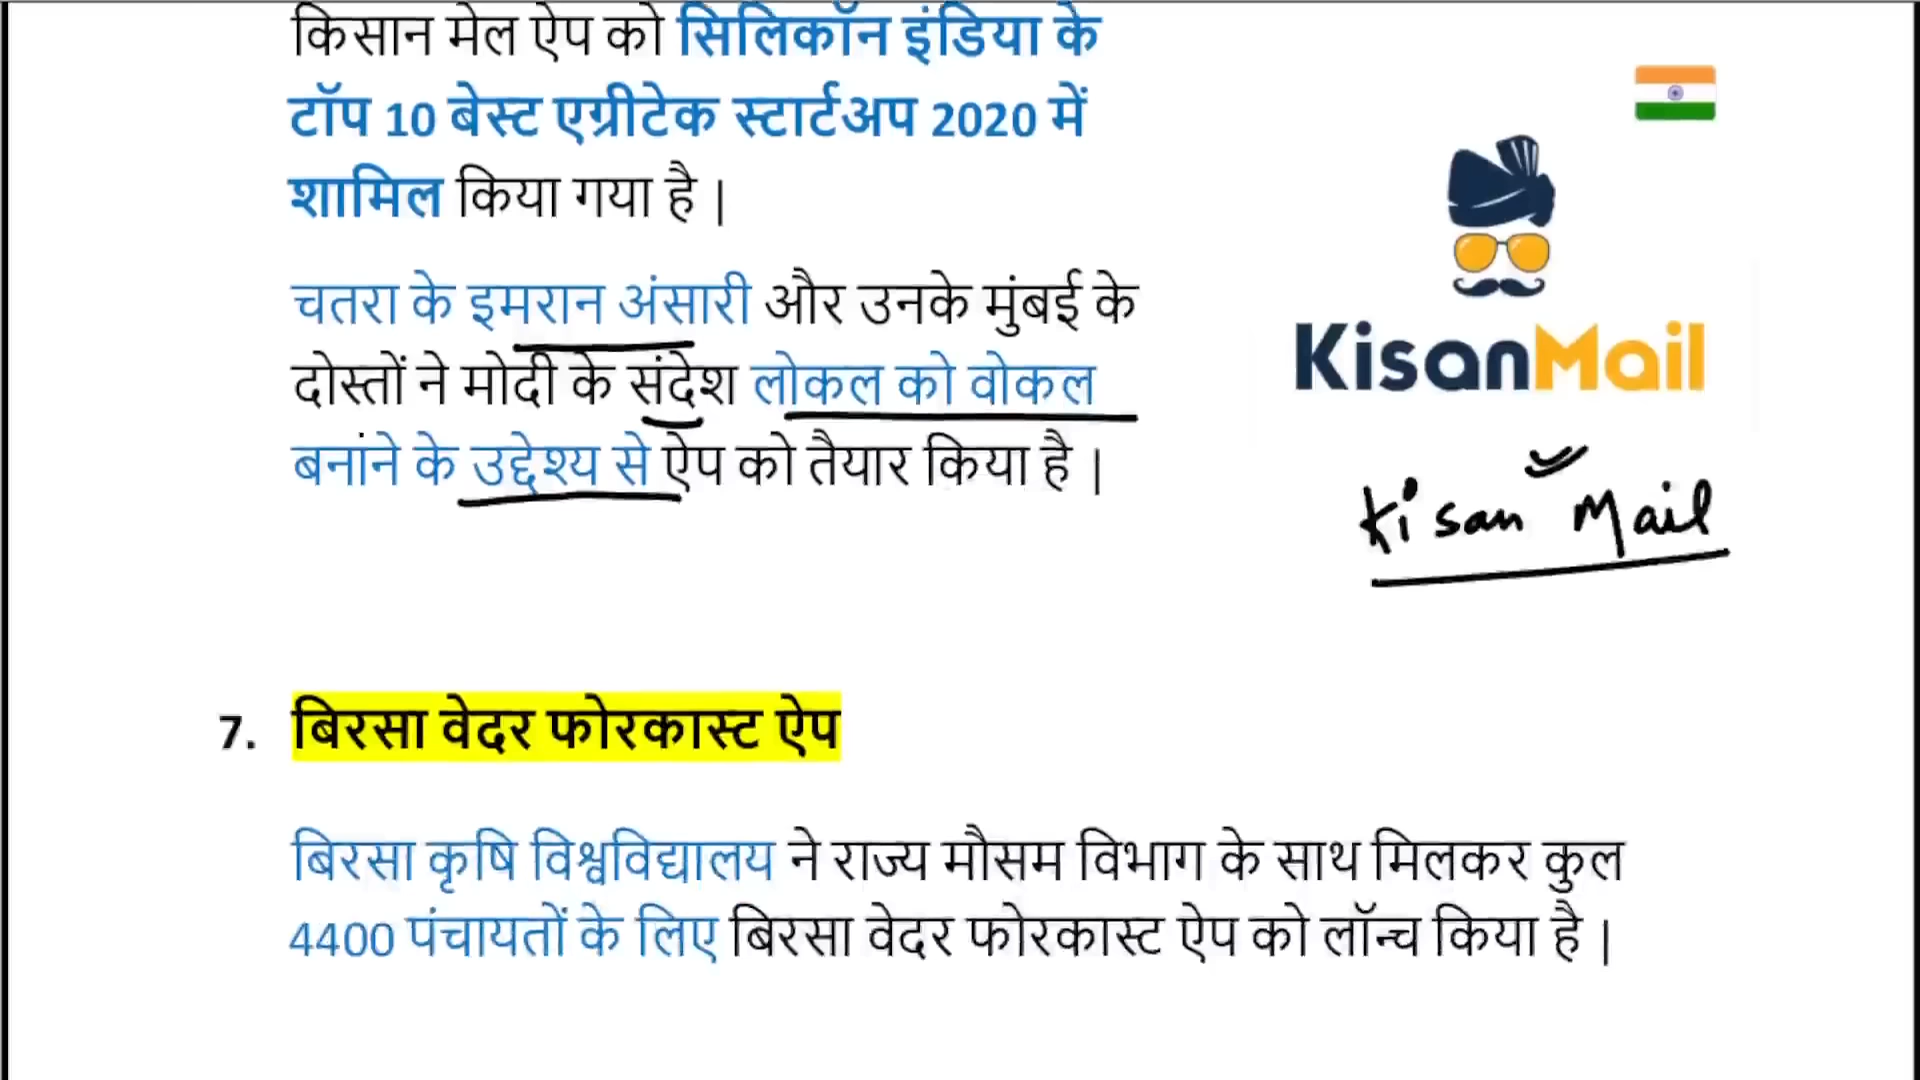 किसान मेल ऐप को सिलिकॉन इंडिया के
टॉप 10 बेस्ट एग्रीटेक स्टार्टअप 2020 में
शामिल किया गया है |
चतरा के इमरान अंसारी और उनके मुंबई के
दोस्तों ने मोदी के संदेश लोकल को वोकल
बनांने के उद्देश्य से ऐप को तैयार किया है |
KisanMail
Kisan Mail
7. बिरसा वेदर फोरकास्ट ऐप
बिरसा कृषि विश्वविद्यालय ने राज्य मौसम विभाग के साथ मिलकर कुल
4400 पंचायतों के लिए बिरसा वेदर फोरकास्ट ऐप को लॉन्च किया है |